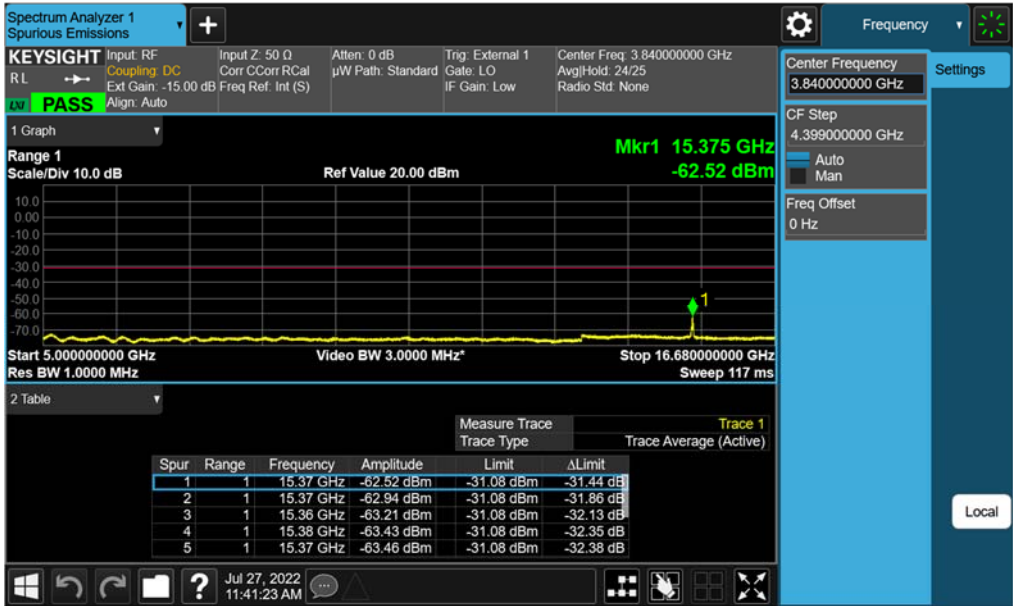 Spectrum Analyzer 1
Spurious Emissions
+
Frequency
KEYSIGHT Input: RF Input Z: 50 Ω Atten: 0 dB Trig: External 1 Center Freq: 3.840000000 GHz
R L Coupling: DC Corr CCorr RCal µW Path: Standard Gate: LO Avg|Hold: 24/25
Ext Gain: -15.00 dB Freq Ref: Int (S) IF Gain: Low Radio Std: None
LXI PASS Align: Auto
Center Frequency
3.840000000 GHz
Settings
CF Step
4.399000000 GHz
Auto
Man
Freq Offset
0 Hz
1 Graph
Range 1
Mkr1 15.375 GHz
Scale/Div 10.0 dB Ref Value 20.00 dBm -62.52 dBm
10.0
0.00
-10.0
-20.0
-30.0
-40.0
-50.0
-60.0
-70.0
1
Start 5.000000000 GHz Video BW 3.0000 MHz* Stop 16.680000000 GHz
Res BW 1.0000 MHz Sweep 117 ms
2 Table
Measure Trace Trace 1
Trace Type Trace Average (Active)
Spur Range Frequency Amplitude Limit ΔLimit
1 1 15.37 GHz -62.52 dBm -31.08 dBm -31.44 dB
2 1 15.37 GHz -62.94 dBm -31.08 dBm -31.86 dB
3 1 15.36 GHz -63.21 dBm -31.08 dBm -32.13 dB
4 1 15.38 GHz -63.43 dBm -31.08 dBm -32.35 dB
5 1 15.37 GHz -63.46 dBm -31.08 dBm -32.38 dB
Local
?
Jul 27, 2022
11:41:23 AM